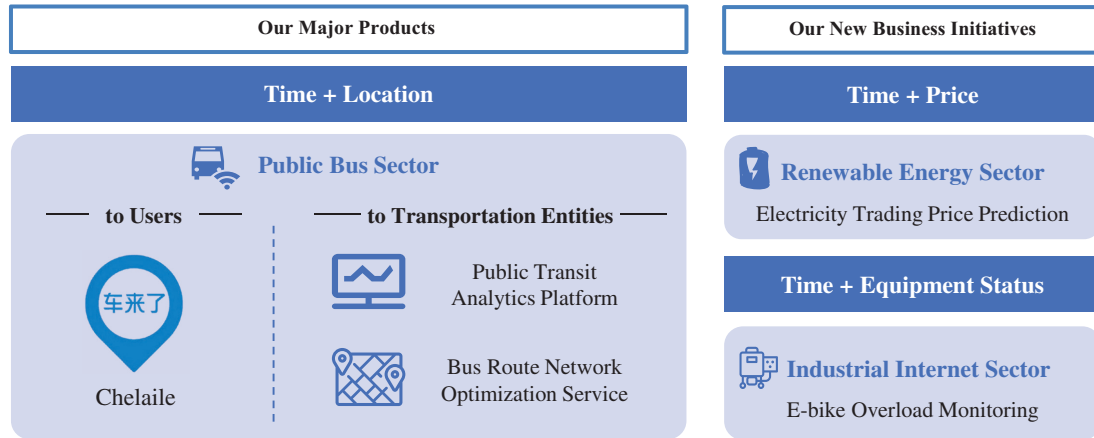 Our Major Products
Time + Location
Public Bus Sector
to Users
车来了
Chelaile
to Transportation Entities
Public Transit
Analytics Platform
Bus Route Network
Optimization Service
Our New Business Initiatives
Time + Price
Renewable Energy Sector
Electricity Trading Price Prediction
Time + Equipment Status
Industrial Internet Sector
E-bike Overload Monitoring